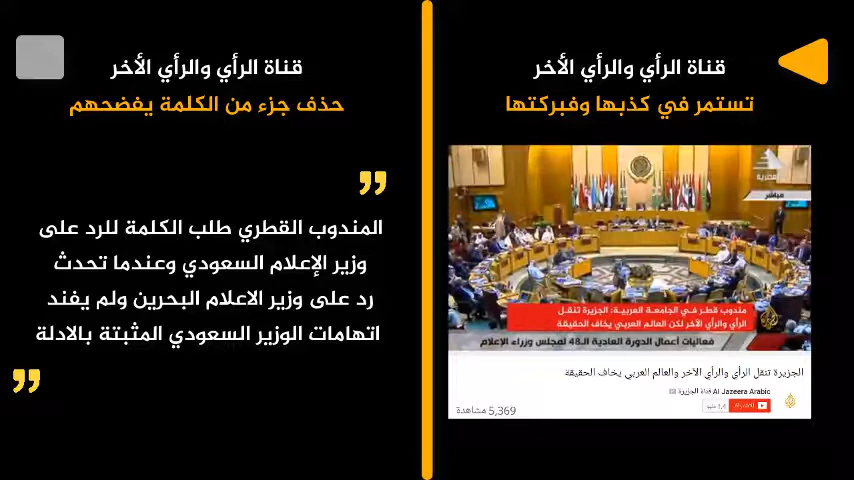 قناة الرأي والرأي الأخر
تستمر في كذبها وفبركتها
المصرية
مباشر
مندوب قطر في الجامعة العربية: الجزيرة تنقل
الرأي والرأي الآخر لكن العالم العربي يخاف الحقيقة
فعاليات أعمال الدورة العادية الـ48 لمجلس وزراء الإعلام
الجزيرة تنقل الرأي والرأي الآخر والعالم العربي يخاف الحقيقة
Al Jazeera Arabic قناة الجزيرة
5,369 مشاهدة
قناة الرأي والرأي الأخر
حذف جزء من الكلمة يفضحهم
”
المندوب القطري طلب الكلمة للرد على
وزير الإعلام السعودي وعندما تحدث
رد على وزير الاعلام البحرين ولم يفند
اتهامات الوزير السعودي المثبتة بالادلة
”